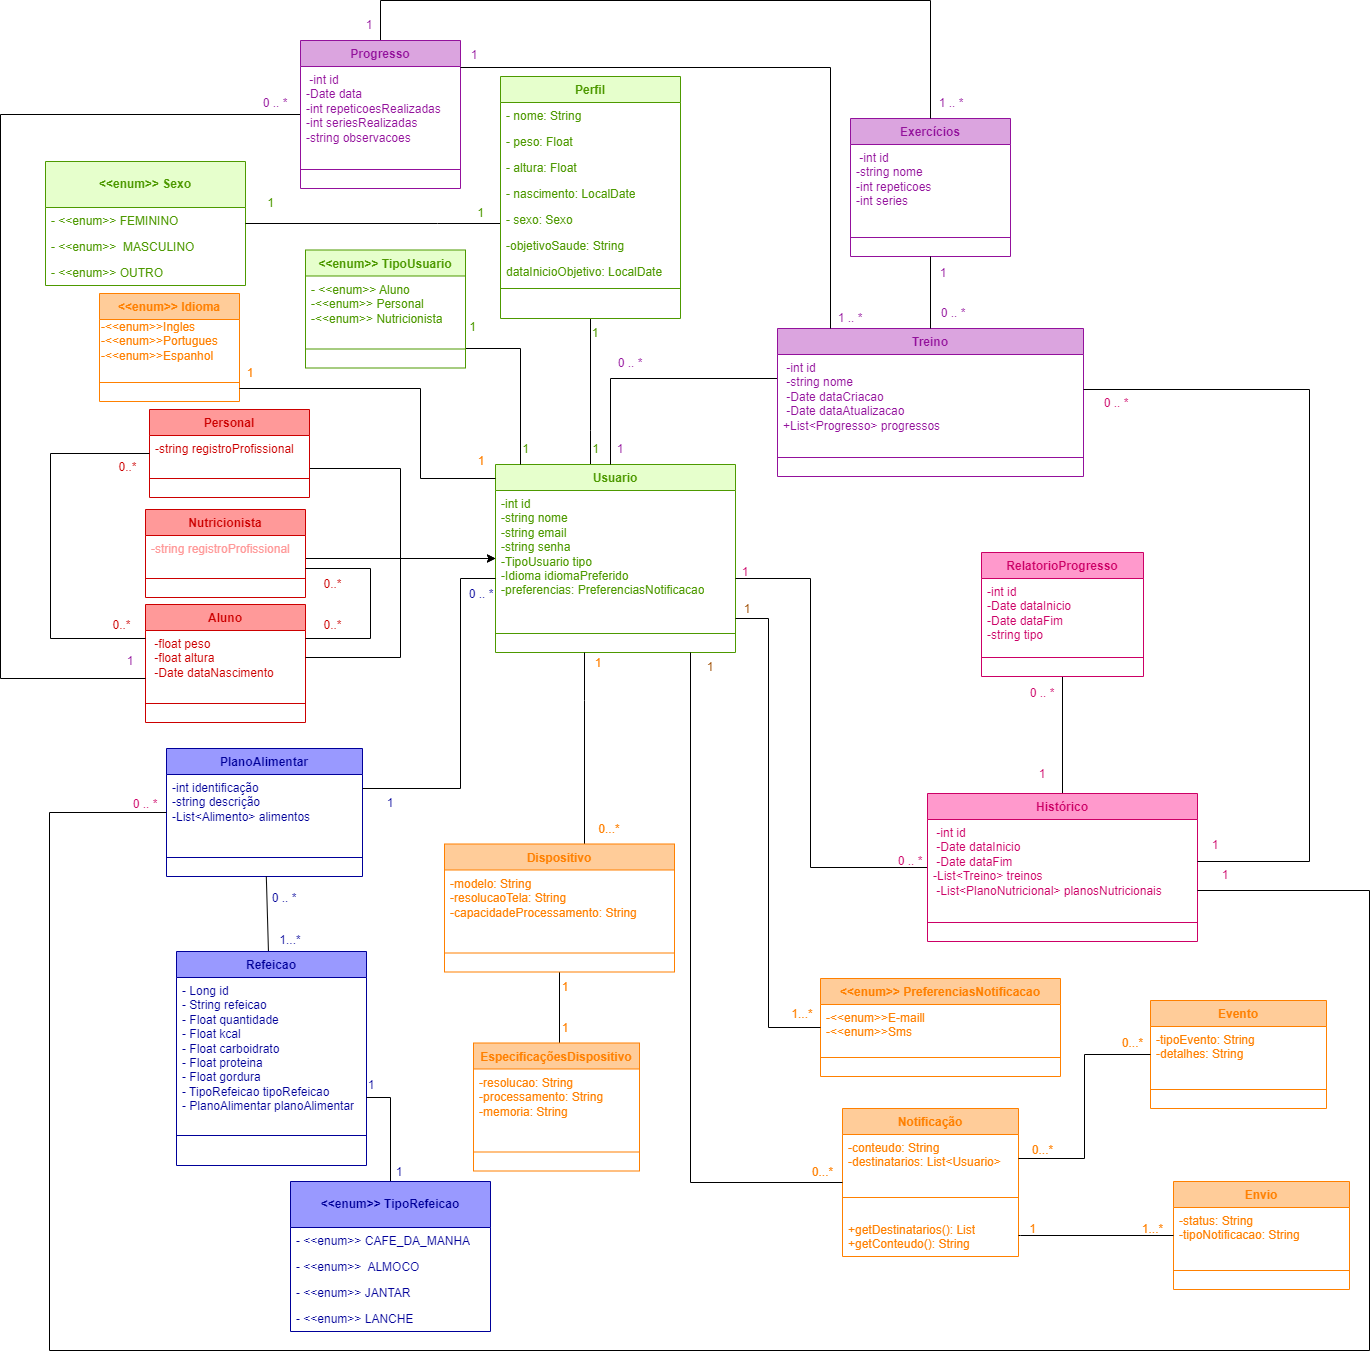 1
Progresso
-int id
-Date data
-int repeticoesRealizadas
-int seriesRealizadas
-string observacoes
1
0 .. *
Perfil
- nome: String
- peso: Float
- altura: Float
- nascimento: LocalDate
- sexo: Sexo
-objetivoSaude: String
dataInicioObjetivo: LocalDate
1 .. *
Exercícios
-int id
-string nome
-int repeticoes
-int series
1
0 .. *
1 .. *
<<enum>> Sexo
- <<enum>> FEMININO
- <<enum>>  MASCULINO
- <<enum>> OUTRO
1
1
<<enum>> TipoUsuario
- <<enum>> Aluno
-<<enum>> Personal
-<<enum>> Nutricionista
1
1
<<enum>> Idioma
-<<enum>>Ingles
-<<enum>>Portugues
-<<enum>>Espanhol
1
Treino
-int id
-string nome
-Date dataCriacao
-Date dataAtualizacao
+List<Progresso> progressos
0 .. *
0 .. *
Personal
-string registroProfissional
0..*
1
1
1
1
Usuario
-int id
-string nome
-string email
-string senha
-TipoUsuario tipo
-Idioma idiomaPreferido
-preferencias: PreferenciasNotificacao
Nutricionista
-string registroProfissional
0..*
0 .. *
1
1
RelatorioProgresso
-int id
-Date dataInicio
-Date dataFim
-string tipo
0 .. *
1
Aluno
-float peso
-float altura
-Date dataNascimento
0..*
0..*
1
1
1
PlanoAlimentar
-int identificação
-string descrição
-List<Alimento> alimentos
0 .. *
1
0 .. *
1...*
Histórico
-int id
-Date dataInicio
-Date dataFim
-List<Treino> treinos
-List<PlanoNutricional> planosNutricionais
0 .. *
1
1
0...*
Dispositivo
-modelo: String
-resolucaoTela: String
-capacidadeProcessamento: String
1
1
EspecificaçõesDispositivo
-resolucao: String
-processamento: String
-memoria: String
Refeicao
- Long id
- String refeicao
- Float quantidade
- Float kcal
- Float carboidrato
- Float proteina
- Float gordura
- TipoRefeicao tipoRefeicao
- PlanoAlimentar planoAlimentar
1
1
<<enum>> TipoRefeicao
- <<enum>> CAFE_DA_MANHA
- <<enum>>  ALMOCO
- <<enum>> JANTAR
- <<enum>> LANCHE
1...*
<<enum>> PreferenciasNotificacao
-<<enum>>E-maill
-<<enum>>Sms
Evento
-tipoEvento: String
-detalhes: String
0...*
0...*
0...*
Notificação
-conteudo: String
-destinatarios: List<Usuario>
+getDestinatarios(): List
+getConteudo(): String
1
1...*
Envio
-status: String
-tipoNotificacao: String